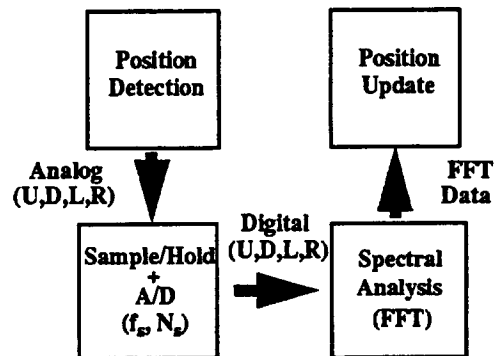 Position
Detection
Position
Update
Analog
(U,D,L,R)
FFT
Data
Digital
(U,D,L,R)
Sample/Hold
+
A/D
(fₛ, Nₛ)
Spectral
Analysis
(FFT)